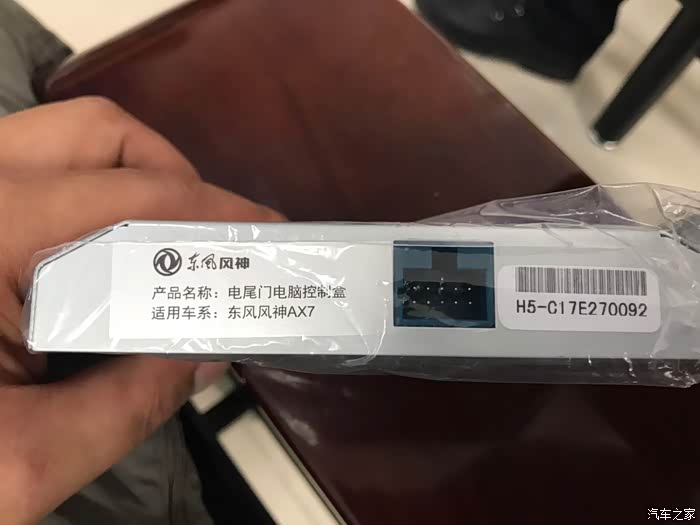 东风风神
产品名称：电尾门电脑控制盒
适用车系：东风风神AX7
H5-C17E270092
汽车之家